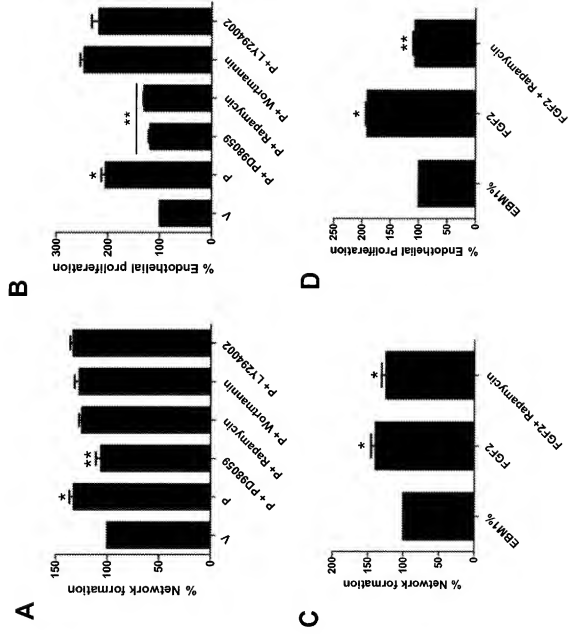 A
% Network formation
150
100
50
0
V
P
P+ PD98059
P+ Rapamycin
P+ Wortmannin
P+ LY294002
*
**
B
% Endothelial proliferation
300
200
100
0
V
P
P+ PD98059
P+ Rapamycin
P+ Wortmannin
P+ LY294002
*
**
C
% Network formation
200
150
100
50
0
EBM1%
FGF2
FGF2+ Rapamycin
*
*
D
% Endothelial Proliferation
250
200
150
100
50
0
EBM1%
FGF2
FGF2 + Rapamycin
*
**